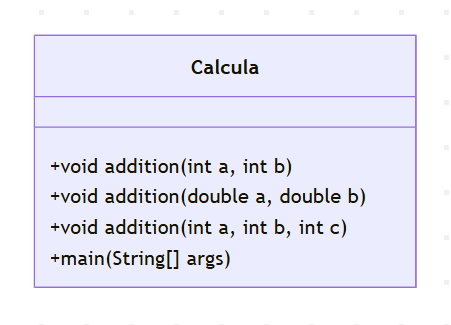 Calcula
+void addition(int a, int b)
+void addition(double a, double b)
+void addition(int a, int b, int c)
+main(String[] args)